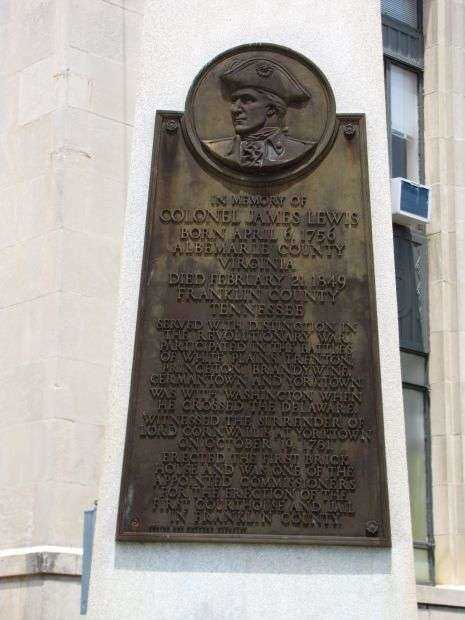 IN MEMORY OF
COLONEL JAMES LEWIS
BORN APRIL 6, 1756
ALBEMARLE COUNTY
VIRGINIA
DIED FEBRUARY 21, 1849
FRANKLIN COUNTY
TENNESSEE
SERVED WITH DISTINCTION IN
THE REVOLUTIONARY WAR
PARTICIPATED IN THE BATTLES
OF WHITE PLAINS, TRENTON,
PRINCETON, BRANDYWINE,
GERMANTOWN AND YORKTOWN
WAS WITH WASHINGTON WHEN
HE CROSSED THE DELAWARE
WITNESSED THE SURRENDER OF
LORD CORNWALLIS AT YORKTOWN
ON OCTOBER 19,
ERECTED THE FIRST BRICK
HOUSE AND WAS ONE OF THE
APPOINTED COMMISSIONERS
FOR THE ERECTION OF THE
FIRST COURTHOUSE AND JAIL
IN FRANKLIN COUNTY